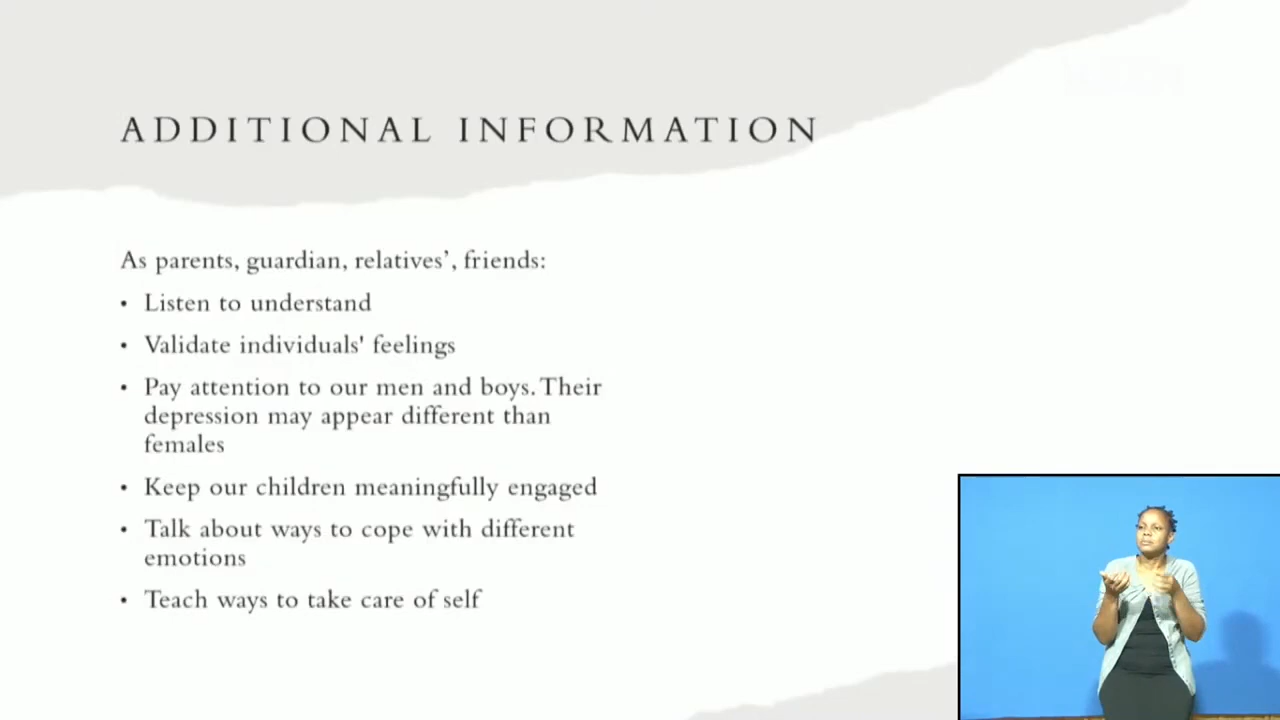 ADDITIONAL INFORMATION
As parents, guardian, relatives’, friends:
• Listen to understand
• Validate individuals' feelings
• Pay attention to our men and boys. Their
depression may appear different than
females
• Keep our children meaningfully engaged
• Talk about ways to cope with different
emotions
• Teach ways to take care of self